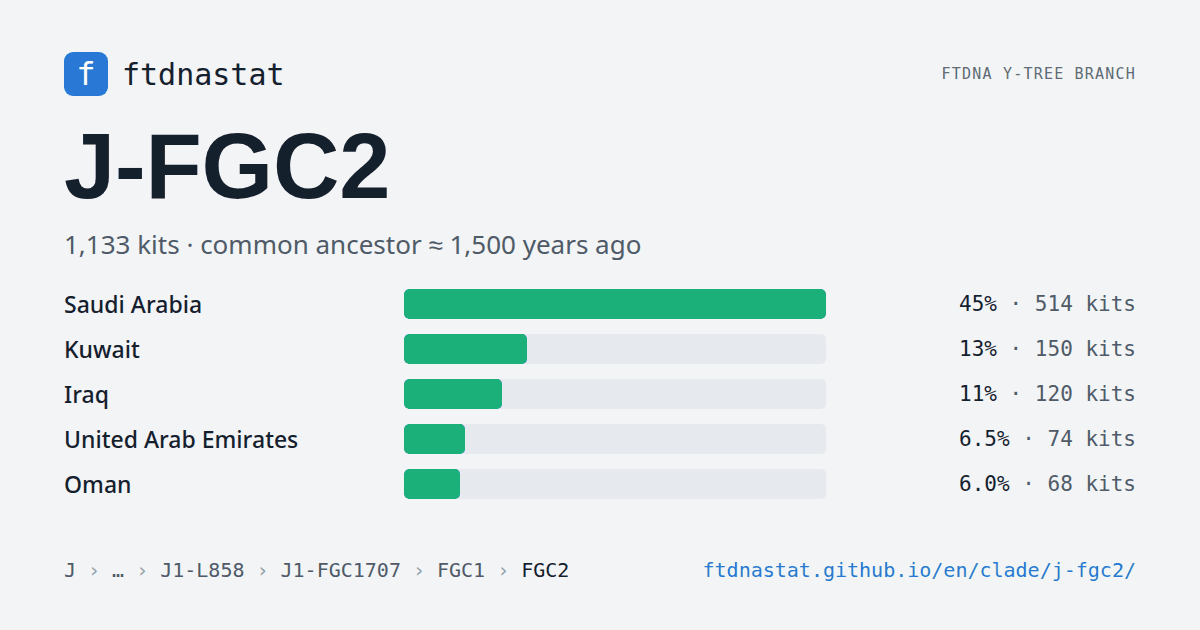 f ftdnastat
FTDNA Y-TREE BRANCH
J-FGC2
1,133 kits · common ancestor ≈ 1,500 years ago
Saudi Arabia 45% · 514 kits
Kuwait 13% · 150 kits
Iraq 11% · 120 kits
United Arab Emirates 6.5% · 74 kits
Oman 6.0% · 68 kits
J › … › J1-L858 › J1-FGC1707 › FGC1 › FGC2
ftdnastat.github.io/en/clade/j-fgc2/